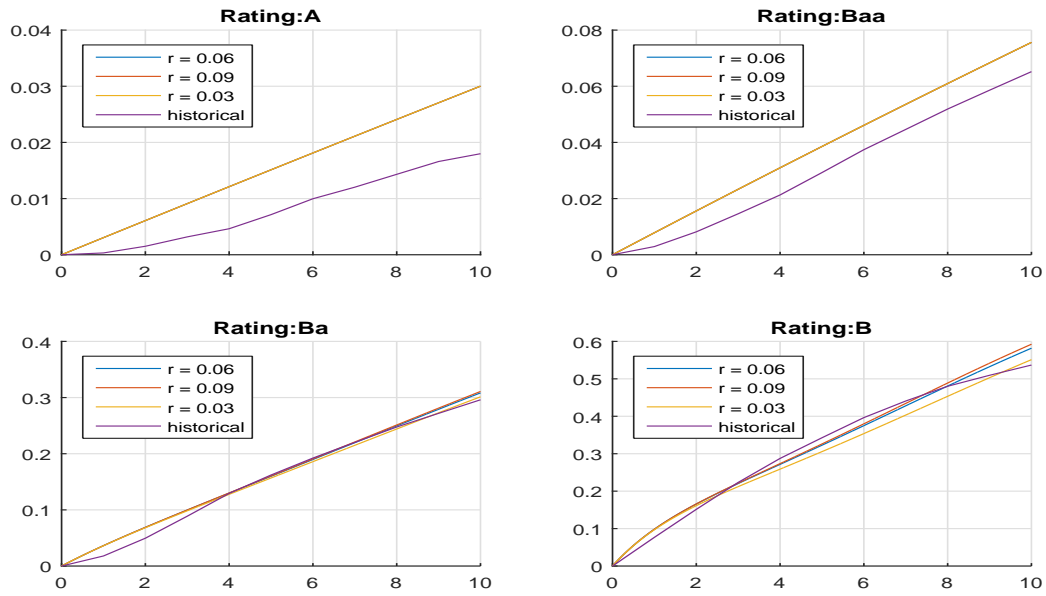 Rating:A
0.04
0.03
0.02
0.01
0
r = 0.06
r = 0.09
r = 0.03
historical
0 2 4 6 8 10
Rating:Baa
0.08
0.06
0.04
0.02
0
r = 0.06
r = 0.09
r = 0.03
historical
0 2 4 6 8 10
Rating:Ba
0.4
0.3
0.2
0.1
0
r = 0.06
r = 0.09
r = 0.03
historical
0 2 4 6 8 10
Rating:B
0.6
0.5
0.4
0.3
0.2
0.1
0
r = 0.06
r = 0.09
r = 0.03
historical
0 2 4 6 8 10